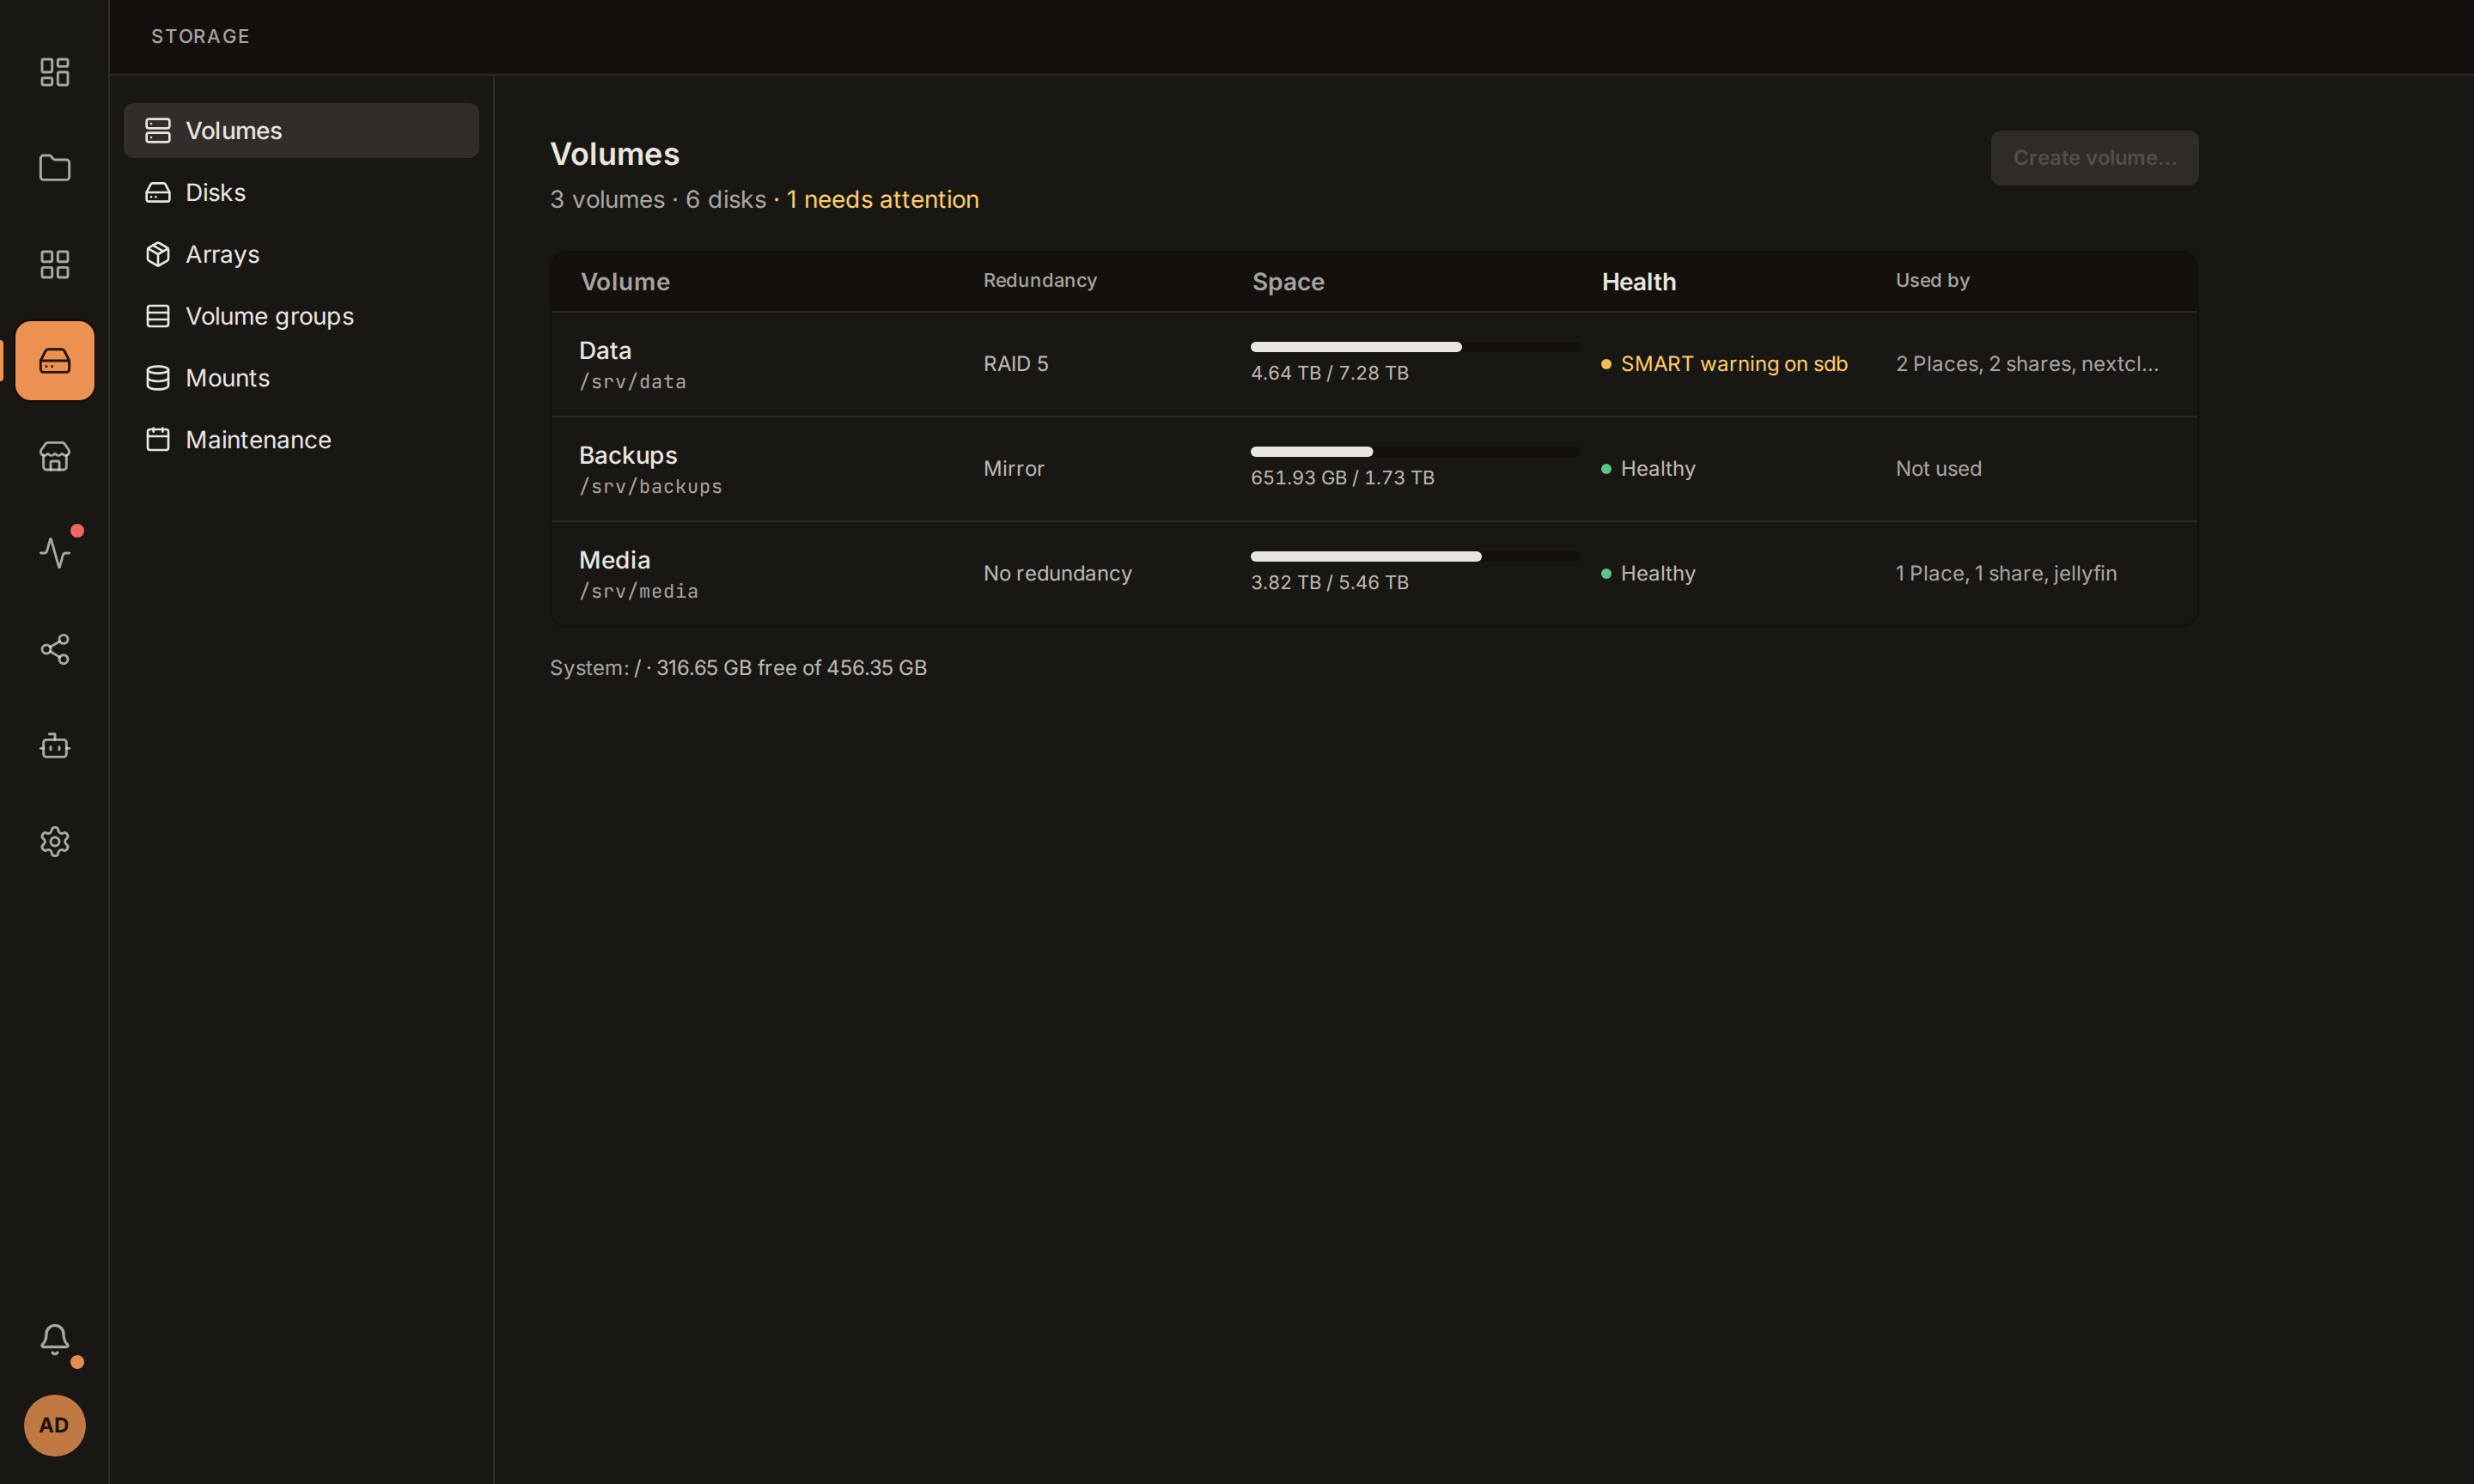 STORAGE
Volumes
Disks
Arrays
Volume groups
Mounts
Maintenance
Volumes
3 volumes · 6 disks · 1 needs attention
Create volume...
Volume Redundancy Space Health Used by
Data
/srv/data
RAID 5
4.64 TB / 7.28 TB
SMART warning on sdb
2 Places, 2 shares, nextcl...
Backups
/srv/backups
Mirror
651.93 GB / 1.73 TB
Healthy
Not used
Media
/srv/media
No redundancy
3.82 TB / 5.46 TB
Healthy
1 Place, 1 share, jellyfin
System: / · 316.65 GB free of 456.35 GB
AD